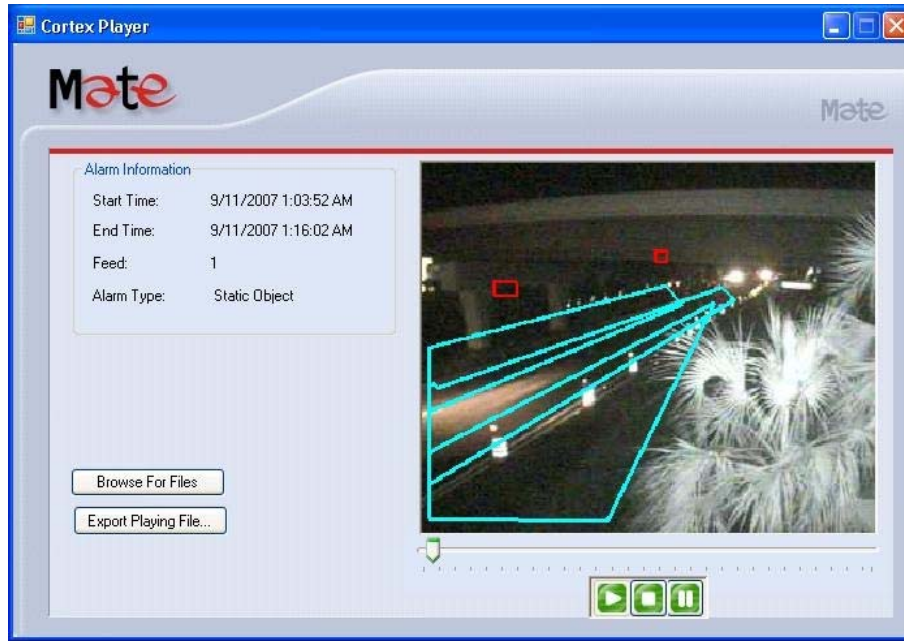 Cortex Player
Mate
Mate
Alarm Information
Start Time: 9/11/2007 1:03:52 AM
End Time: 9/11/2007 1:16:02 AM
Feed: 1
Alarm Type: Static Object
Browse For Files
Export Playing File...